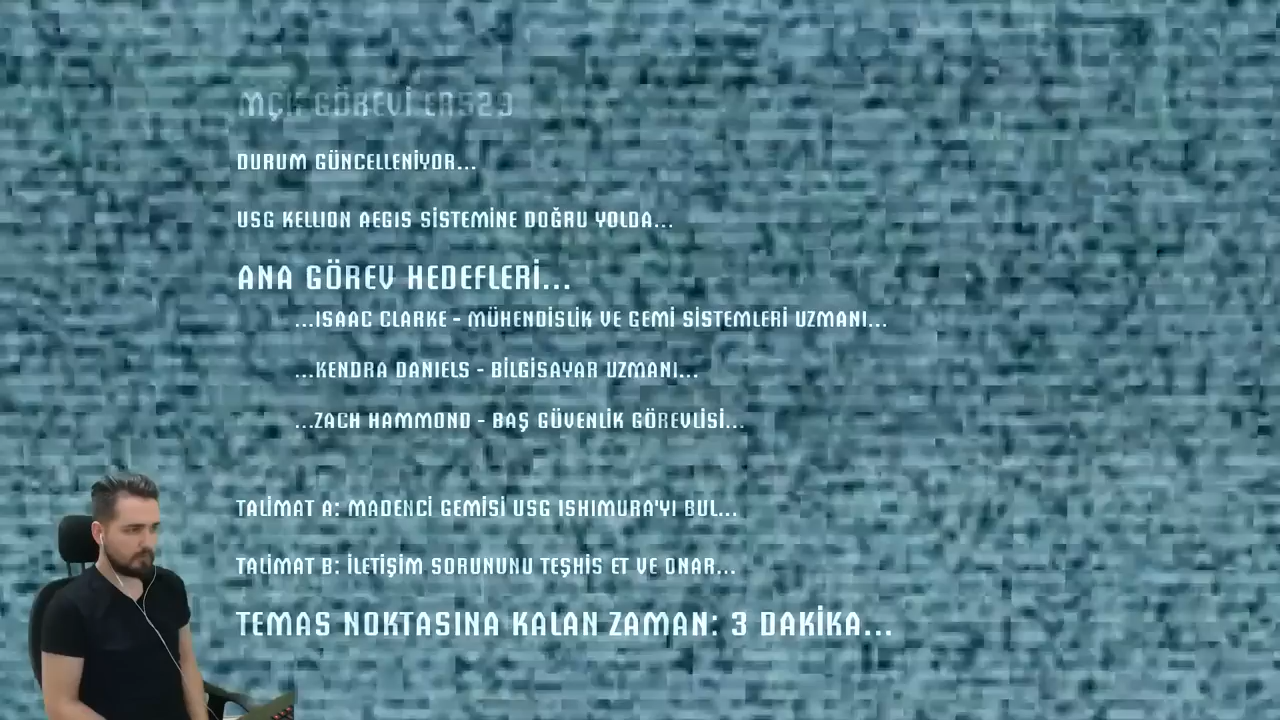 MÇK GÖREVİ ER529
DURUM GÜNCELLENİYOR...
USG KELLION AEGIS SİSTEMİNE DOĞRU YOLDA...
ANA GÖREV HEDEFLERİ...
...ISAAC CLARKE - MÜHENDİSLİK VE GEMİ SİSTEMLERİ UZMANI...
...KENDRA DANIELS - BİLGİSAYAR UZMANI...
...ZACH HAMMOND - BAŞ GÜVENLİK GÖREVLİSİ...
TALİMAT A: MADENCİ GEMİSİ USG ISHIMURA'YI BUL...
TALİMAT B: İLETİŞİM SORUNUNU TEŞHİS ET VE ONAR...
TEMAS NOKTASINA KALAN ZAMAN: 3 DAKİKA...